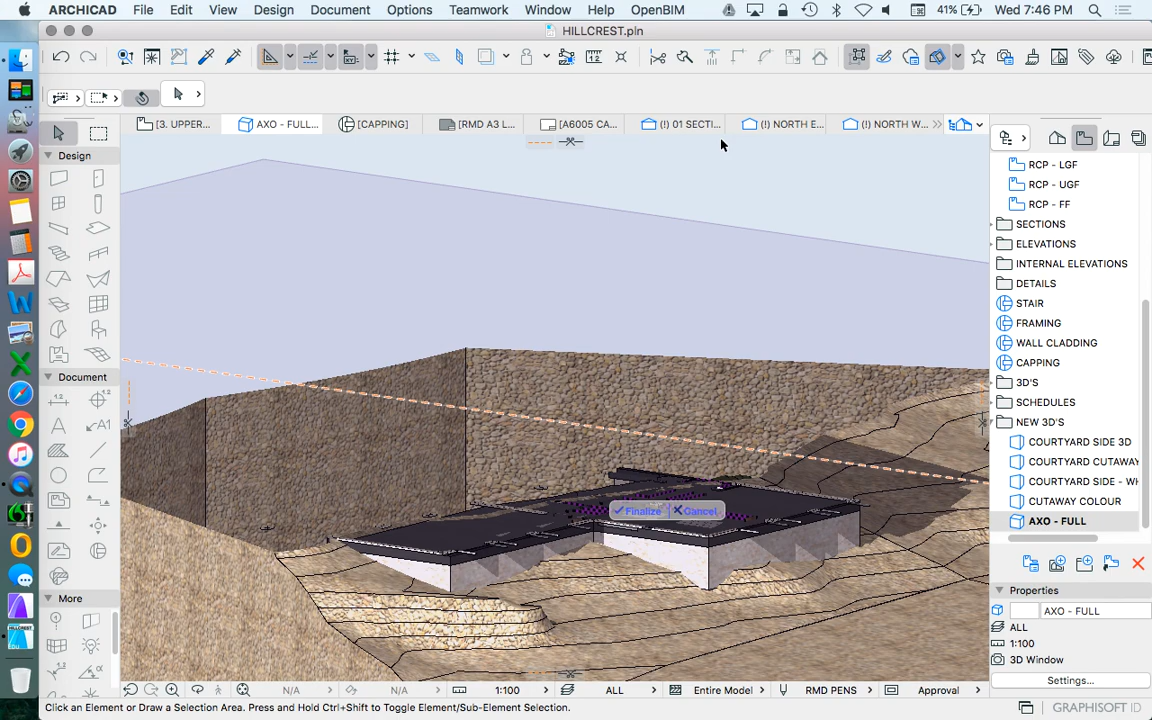 ARCHICAD File Edit View Design Document Options Teamwork Window Help OpenBIM 41% Wed 7:46 PM
HILLCREST.pln
[3. UPPER... AXO - FULL... [CAPPING] [RMD A3 L... [A6005 CA... (!) 01 SECTI... (!) NORTH E... (!) NORTH W...
Design
Document
More
RCP - LGF
RCP - UGF
RCP - FF
SECTIONS
ELEVATIONS
INTERNAL ELEVATIONS
DETAILS
STAIR
FRAMING
WALL CLADDING
CAPPING
3D'S
SCHEDULES
NEW 3D'S
COURTYARD SIDE 3D
COURTYARD CUTAWAY
COURTYARD SIDE - WH
CUTAWAY COLOUR
AXO - FULL
Finalize Cancel
Properties
AXO - FULL
ALL
1:100
3D Window
Settings...
N/A N/A 1:100 ALL Entire Model RMD PENS Approval
Click an Element or Draw a Selection Area. Press and Hold Ctrl+Shift to Toggle Element/Sub-Element Selection.
GRAPHISOFT ID